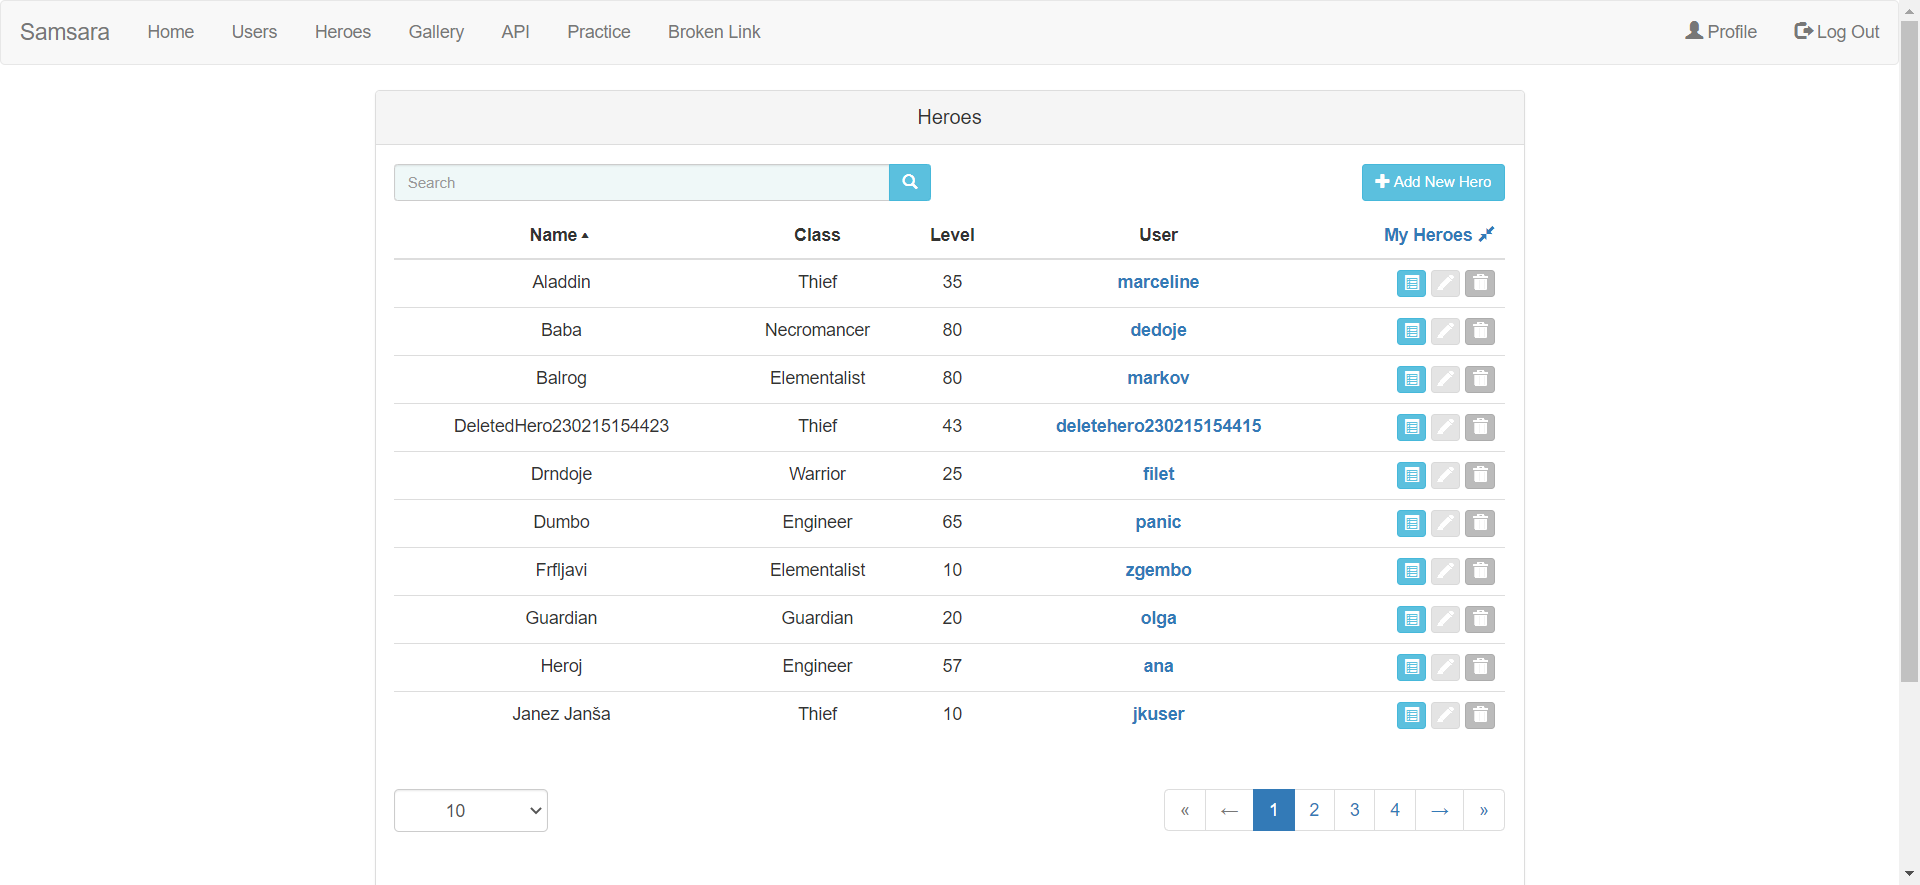 Samsara Home Users Heroes Gallery API Practice Broken Link Profile Log Out
Heroes
Search Add New Hero
Name Class Level User My Heroes
Aladdin Thief 35 marceline
Baba Necromancer 80 dedoje
Balrog Elementalist 80 markov
DeletedHero230215154423 Thief 43 deletehero230215154415
Drndoje Warrior 25 filet
Dumbo Engineer 65 panic
Frfljavi Elementalist 10 zgembo
Guardian Guardian 20 olga
Heroj Engineer 57 ana
Janez Janša Thief 10 jkuser
10 « ← 1 2 3 4 → »